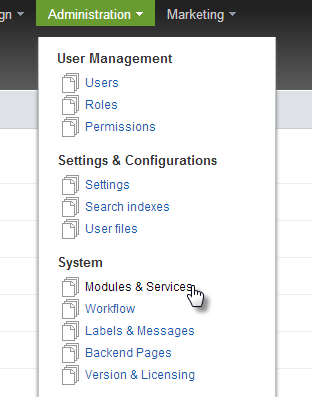 gn Administration Marketing
User Management
Users
Roles
Permissions
Settings & Configurations
Settings
Search indexes
User files
System
Modules & Services
Workflow
Labels & Messages
Backend Pages
Version & Licensing